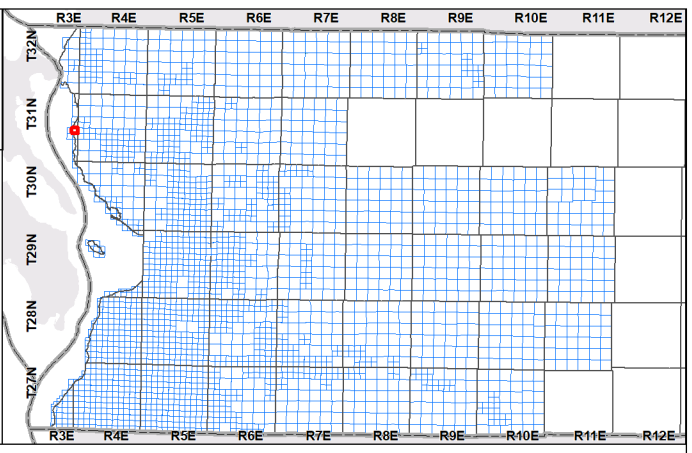 R3E R4E R5E R6E R7E R8E R9E R10E R11E R12E
T32N
T31N
T30N
T29N
T28N
T27N
R3E R4E R5E R6E R7E R8E R9E R10E R11E R12E